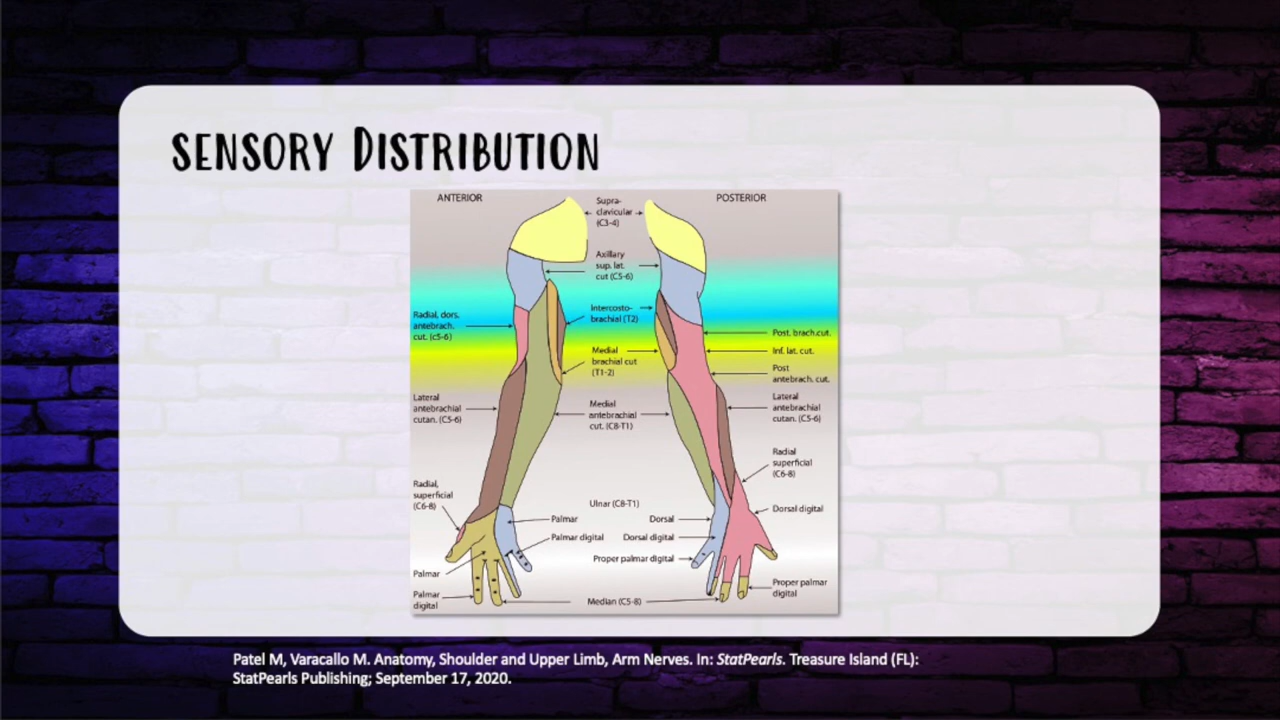 SENSORY DISTRIBUTION
ANTERIOR
POSTERIOR
Supra-
clavicular
(C3-4)
Axillary
sup. lat.
cut (C5-6)
Radial, dors.
antebrach.
cut. (c5-6)
Intercosto-
brachial (T2)
Medial
brachial cut
(T1-2)
Post. brach.cut.
Inf. lat. cut.
Post
antebrach. cut.
Lateral
antebrachial
cutan. (C5-6)
Medial
antebrachial
cut. (C8-T1)
Lateral
antebrachial
cutan. (C5-6)
Radial,
superficial
(C6-8)
Radial
superficial
(C6-8)
Ulnar (C8-T1)
Palmar
Dorsal
Dorsal digital
Palmar digital
Dorsal digital
Proper palmar digital
Palmar
Palmar
digital
Median (C5-8)
Proper palmar
digital
Patel M, Varacallo M. Anatomy, Shoulder and Upper Limb, Arm Nerves. In: StatPearls. Treasure Island (FL):
StatPearls Publishing; September 17, 2020.